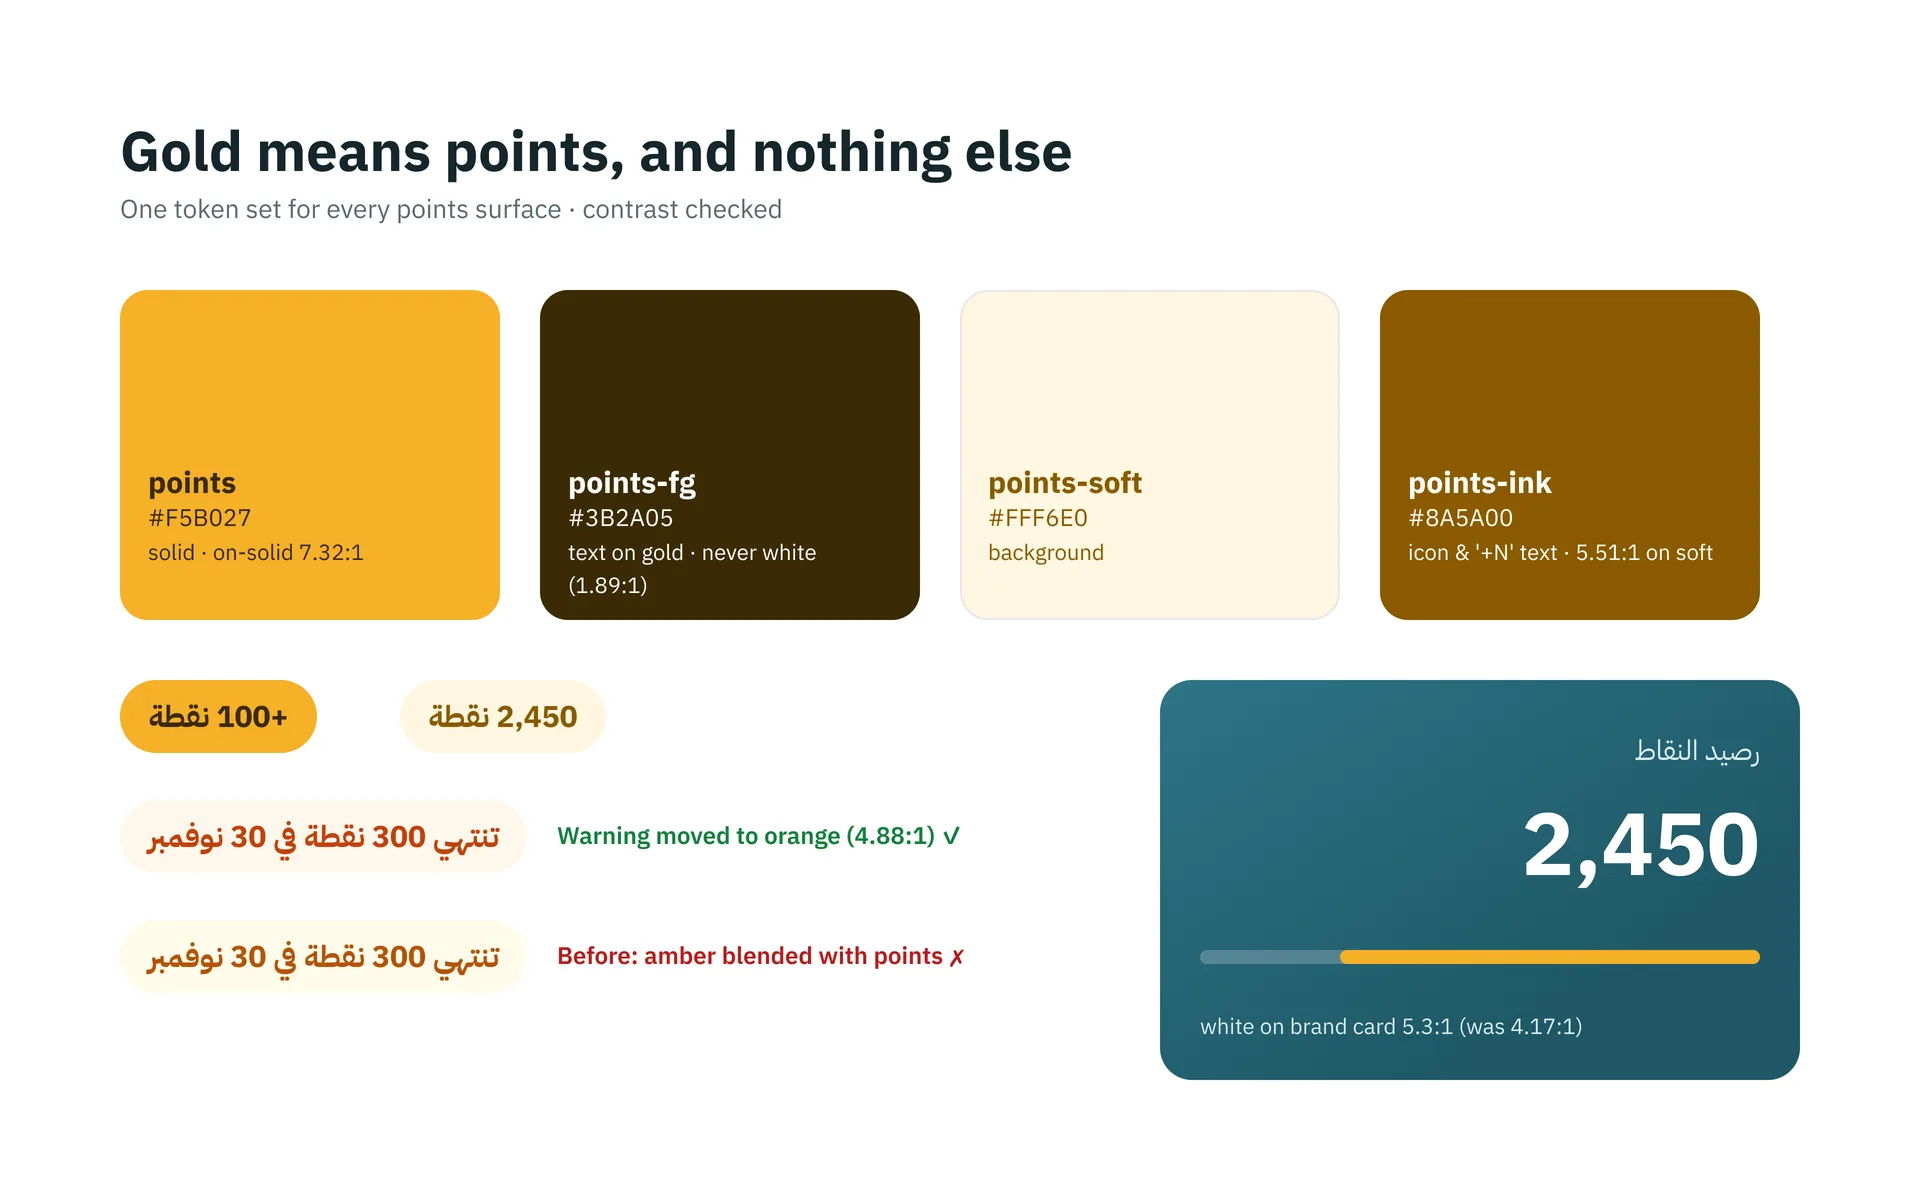 Gold means points, and nothing else
One token set for every points surface · contrast checked
points
#F5B027
solid · on-solid 7.32:1
points-fg
#3B2A05
text on gold · never white
(1.89:1)
points-soft
#FFF6E0
background
points-ink
#8A5A00
icon & '+N' text · 5.51:1 on soft
+100 نقطة
2,450 نقطة
تنتهي 300 نقطة في 30 نوفمبر
Warning moved to orange (4.88:1) ✓
تنتهي 300 نقطة في 30 نوفمبر
Before: amber blended with points ✗
رصيد النقاط
2,450
white on brand card 5.3:1 (was 4.17:1)